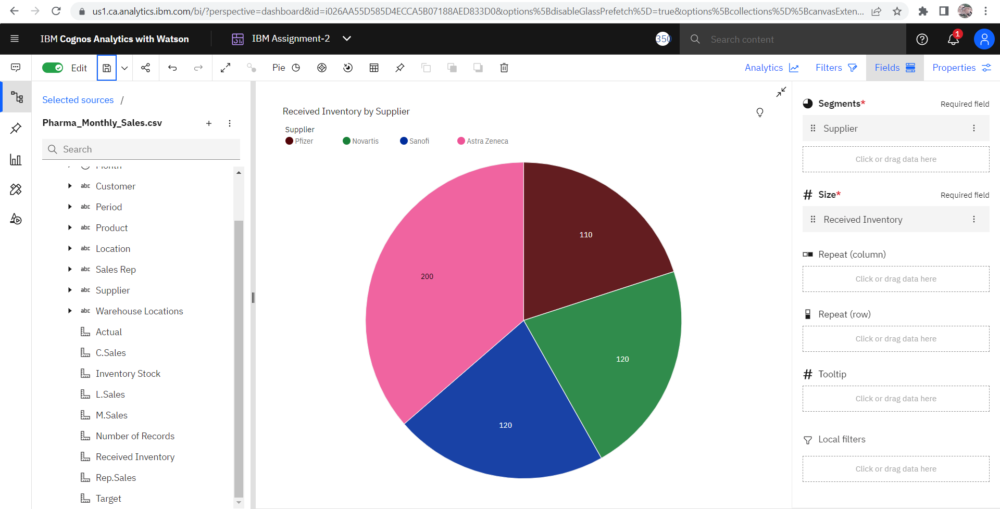 us1.ca.analytics.ibm.com/bi/?perspective=dashboard&id=i026AA55D585D4ECCA5B07188AED833D0&options%5BdisableGlassPrefetch%5D=true&options%5Bcollections%5D%5BcanvasExten...
IBM Cognos Analytics with Watson
IBM Assignment-2
350
Search content
1
Edit
Pie
Analytics
Filters
Fields
Properties
Selected sources /
Pharma_Monthly_Sales.csv
Search
Month
abc Customer
abc Period
abc Product
abc Location
abc Sales Rep
abc Supplier
abc Warehouse Locations
Actual
C.Sales
Inventory Stock
L.Sales
M.Sales
Number of Records
Received Inventory
Rep.Sales
Target
Received Inventory by Supplier
Supplier
Pfizer Novartis Sanofi Astra Zeneca
110
200
120
120
Segments* Required field
Supplier
Click or drag data here
Size* Required field
Received Inventory
Repeat (column)
Click or drag data here
Repeat (row)
Click or drag data here
Tooltip
Click or drag data here
Local filters
Click or drag data here